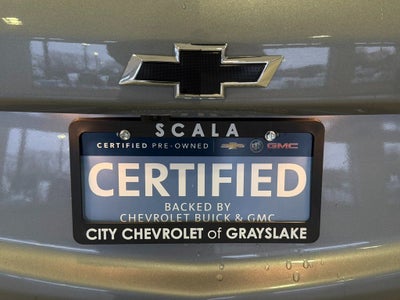 SCALA
CERTIFIED PRE-OWNED GMC
CERTIFIED
BACKED BY
CHEVROLET BUICK & GMC
CITY CHEVROLET of GRAYSLAKE